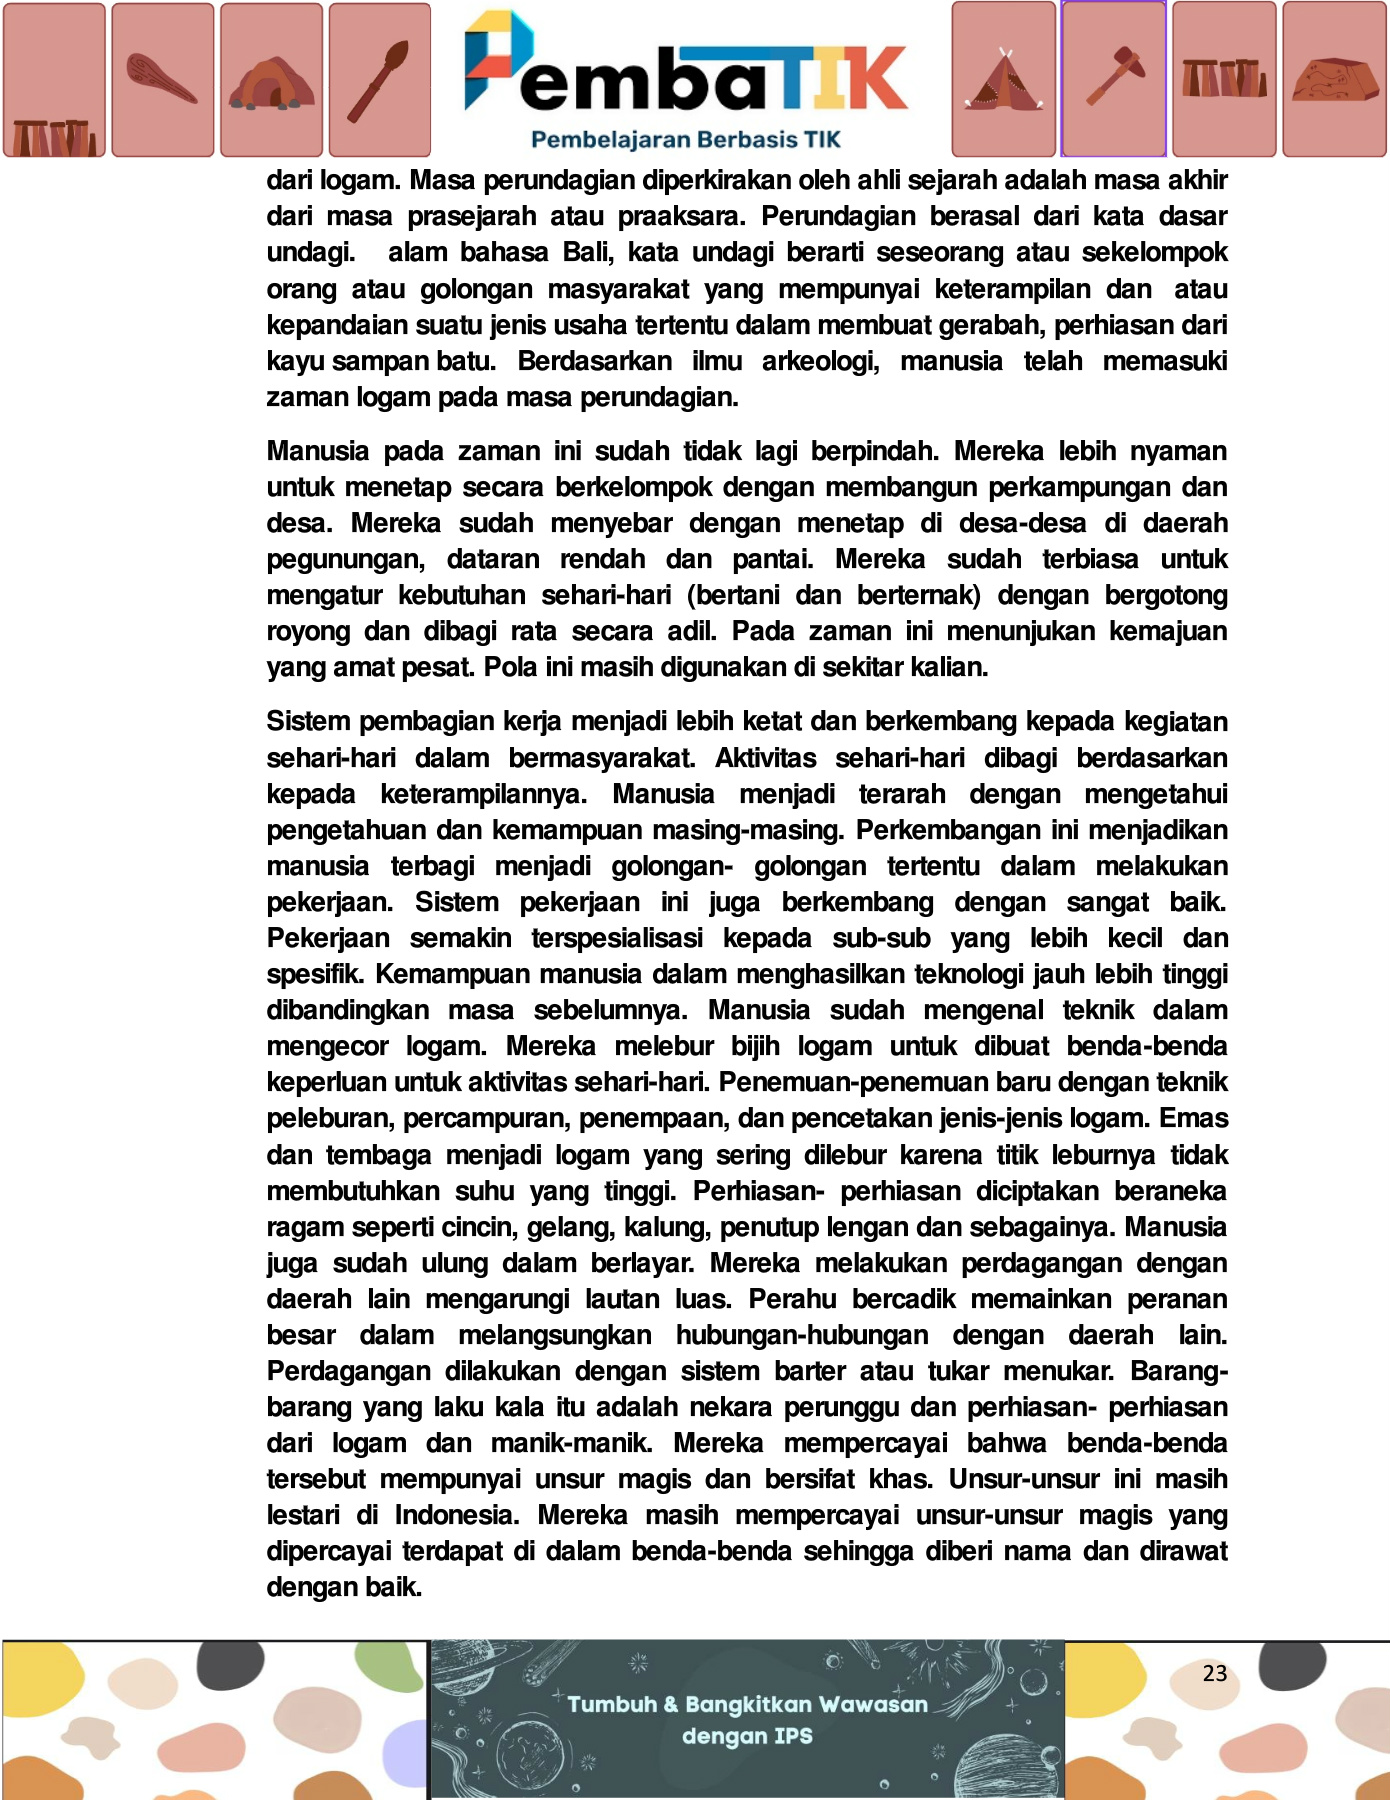 PembaTIK
Pembelajaran Berbasis TIK
dari logam. Masa perundagian diperkirakan oleh ahli sejarah adalah masa akhir
dari masa prasejarah atau praaksara. Perundagian berasal dari kata dasar
undagi. alam bahasa Bali, kata undagi berarti seseorang atau sekelompok
orang atau golongan masyarakat yang mempunyai keterampilan dan atau
kepandaian suatu jenis usaha tertentu dalam membuat gerabah, perhiasan dari
kayu sampan batu. Berdasarkan ilmu arkeologi, manusia telah memasuki
zaman logam pada masa perundagian.
Manusia pada zaman ini sudah tidak lagi berpindah. Mereka lebih nyaman
untuk menetap secara berkelompok dengan membangun perkampungan dan
desa. Mereka sudah menyebar dengan menetap di desa-desa di daerah
pegunungan, dataran rendah dan pantai. Mereka sudah terbiasa untuk
mengatur kebutuhan sehari-hari (bertani dan berternak) dengan bergotong
royong dan dibagi rata secara adil. Pada zaman ini menunjukan kemajuan
yang amat pesat. Pola ini masih digunakan di sekitar kalian.
Sistem pembagian kerja menjadi lebih ketat dan berkembang kepada kegiatan
sehari-hari dalam bermasyarakat. Aktivitas sehari-hari dibagi berdasarkan
kepada keterampilannya. Manusia menjadi terarah dengan mengetahui
pengetahuan dan kemampuan masing-masing. Perkembangan ini menjadikan
manusia terbagi menjadi golongan- golongan tertentu dalam melakukan
pekerjaan. Sistem pekerjaan ini juga berkembang dengan sangat baik.
Pekerjaan semakin terspesialisasi kepada sub-sub yang lebih kecil dan
spesifik. Kemampuan manusia dalam menghasilkan teknologi jauh lebih tinggi
dibandingkan masa sebelumnya. Manusia sudah mengenal teknik dalam
mengecor logam. Mereka melebur bijih logam untuk dibuat benda-benda
keperluan untuk aktivitas sehari-hari. Penemuan-penemuan baru dengan teknik
peleburan, percampuran, penempaan, dan pencetakan jenis-jenis logam. Emas
dan tembaga menjadi logam yang sering dilebur karena titik leburnya tidak
membutuhkan suhu yang tinggi. Perhiasan- perhiasan diciptakan beraneka
ragam seperti cincin, gelang, kalung, penutup lengan dan sebagainya. Manusia
juga sudah ulung dalam berlayar. Mereka melakukan perdagangan dengan
daerah lain mengarungi lautan luas. Perahu bercadik memainkan peranan
besar dalam melangsungkan hubungan-hubungan dengan daerah lain.
Perdagangan dilakukan dengan sistem barter atau tukar menukar. Barang-
barang yang laku kala itu adalah nekara perunggu dan perhiasan- perhiasan
dari logam dan manik-manik. Mereka mempercayai bahwa benda-benda
tersebut mempunyai unsur magis dan bersifat khas. Unsur-unsur ini masih
lestari di Indonesia. Mereka masih mempercayai unsur-unsur magis yang
dipercayai terdapat di dalam benda-benda sehingga diberi nama dan dirawat
dengan baik.
23
Tumbuh & Bangkitkan Wawasan
dengan IPS